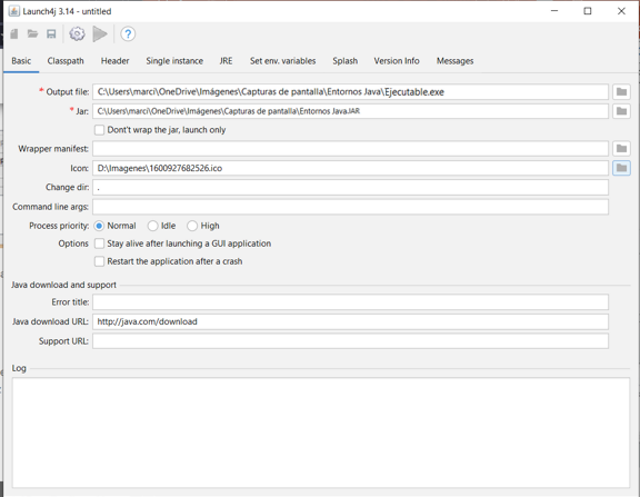 Launch4j 3.14 - untitled
?
Basic Classpath Header Single instance JRE Set env. variables Splash Version Info Messages
* Output file: C:\Users\marci\OneDrive\Imágenes\Capturas de pantalla\Entornos Java\Ejecutable.exe
* Jar: C:\Users\marci\OneDrive\Imágenes\Capturas de pantalla\Entornos Java.JAR
Dont't wrap the jar, launch only
Wrapper manifest:
Icon: D:\Imagenes\1600927682526.ico
Change dir: .
Command line args:
Process priority: Normal Idle High
Options Stay alive after launching a GUI application
Restart the application after a crash
Java download and support
Error title:
Java download URL: http://java.com/download
Support URL:
Log